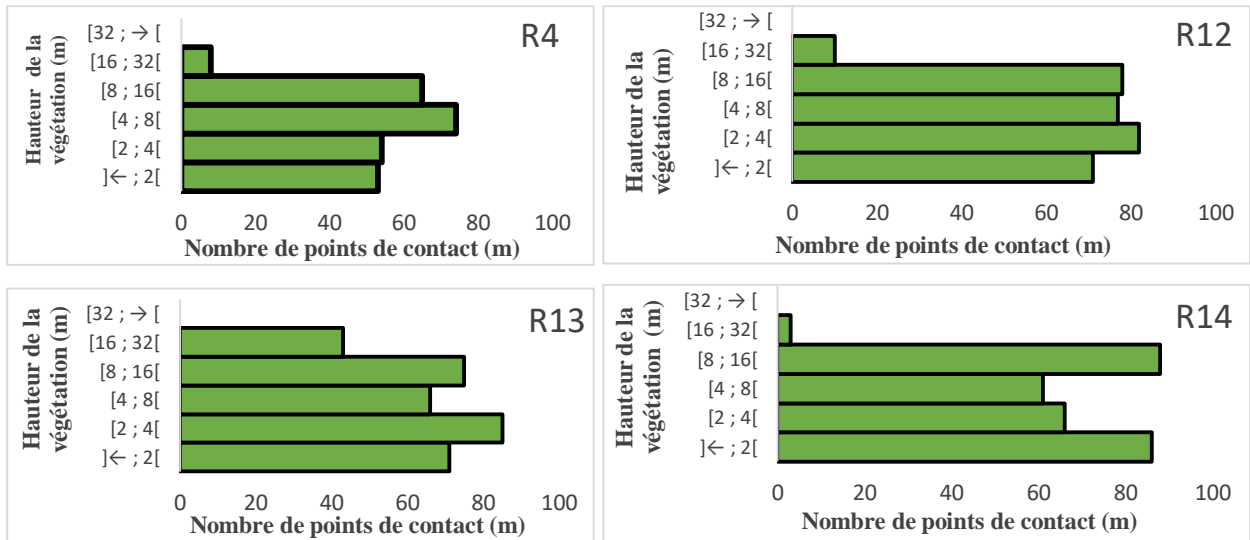 R4
Hauteur de la
végétation (m)
[32 ; → [
[16 ; 32[
[8 ; 16[
[4 ; 8[
[2 ; 4[
]← ; 2[
0 20 40 60 80 100
Nombre de points de contact (m)
R12
Hauteur de la
végétation (m)
[32 ; → [
[16 ; 32[
[8 ; 16[
[4 ; 8[
[2 ; 4[
]← ; 2[
0 20 40 60 80 100
Nombre de points de contact (m)
R13
Hauteur de la
végétation (m)
[32 ; → [
[16 ; 32[
[8 ; 16[
[4 ; 8[
[2 ; 4[
]← ; 2[
0 20 40 60 80 100
Nombre de points de contact (m)
R14
Hauteur de la
végétation (m)
[32 ; → [
[16 ; 32[
[8 ; 16[
[4 ; 8[
[2 ; 4[
]← ; 2[
0 20 40 60 80 100
Nombre de points de contact (m)